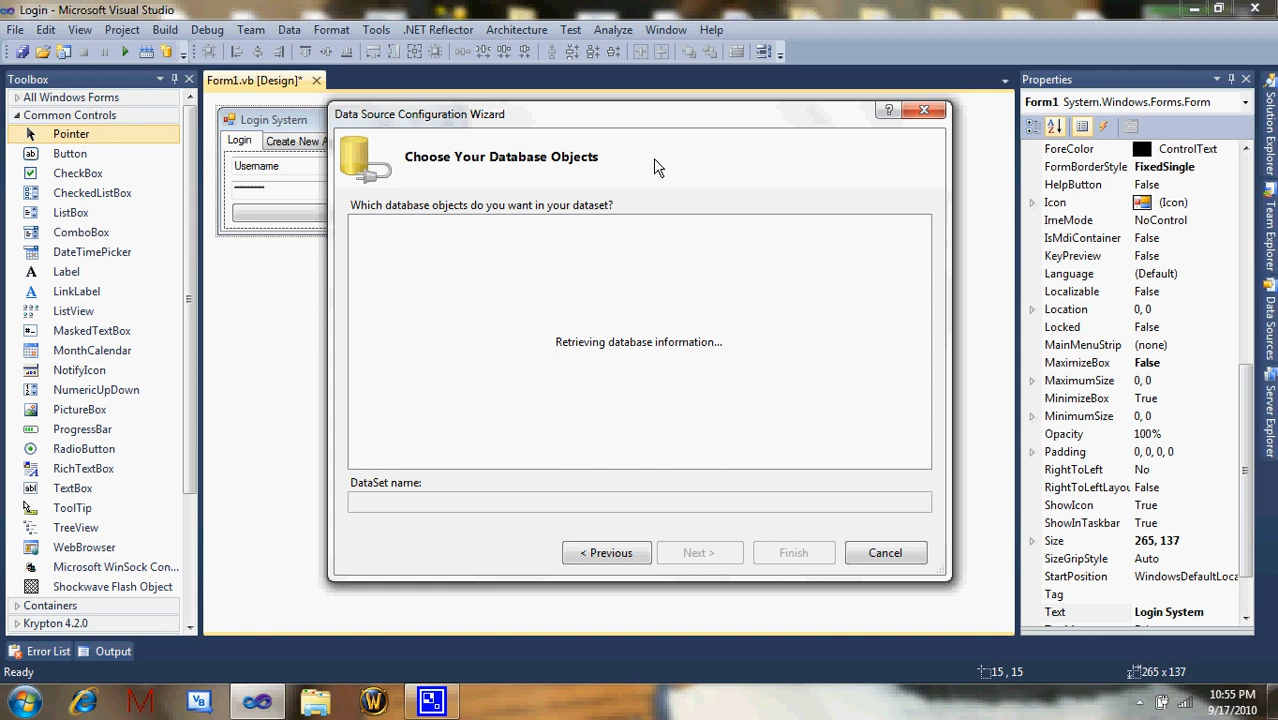 Login - Microsoft Visual Studio
File Edit View Project Build Debug Team Data Format Tools .NET Reflector Architecture Test Analyze Window Help
Toolbox
All Windows Forms
Common Controls
Pointer
Button
CheckBox
CheckedListBox
ListBox
ComboBox
DateTimePicker
Label
LinkLabel
ListView
MaskedTextBox
MonthCalendar
NotifyIcon
NumericUpDown
PictureBox
ProgressBar
RadioButton
RichTextBox
TextBox
ToolTip
TreeView
WebBrowser
Microsoft WinSock Con...
Shockwave Flash Object
Containers
Krypton 4.2.0
Form1.vb [Design]*
Login System
Login Create New A
Username
Data Source Configuration Wizard
Choose Your Database Objects
Which database objects do you want in your dataset?
Retrieving database information...
DataSet name:
< Previous Next > Finish Cancel
Properties
Form1 System.Windows.Forms.Form
ForeColor ControlText
FormBorderStyle FixedSingle
HelpButton False
Icon (Icon)
ImeMode NoControl
IsMdiContainer False
KeyPreview False
Language (Default)
Localizable False
Location 0, 0
Locked False
MainMenuStrip (none)
MaximizeBox False
MaximumSize 0, 0
MinimizeBox True
MinimumSize 0, 0
Opacity 100%
Padding 0, 0, 0, 0
RightToLeft No
RightToLeftLayou False
ShowIcon True
ShowInTaskbar True
Size 265, 137
SizeGripStyle Auto
StartPosition WindowsDefaultLoca
Tag
Text Login System
Solution Explorer
Team Explorer
Data Sources
Server Explorer
Error List Output
Ready 15 , 15 265 x 137
10:55 PM
9/17/2010